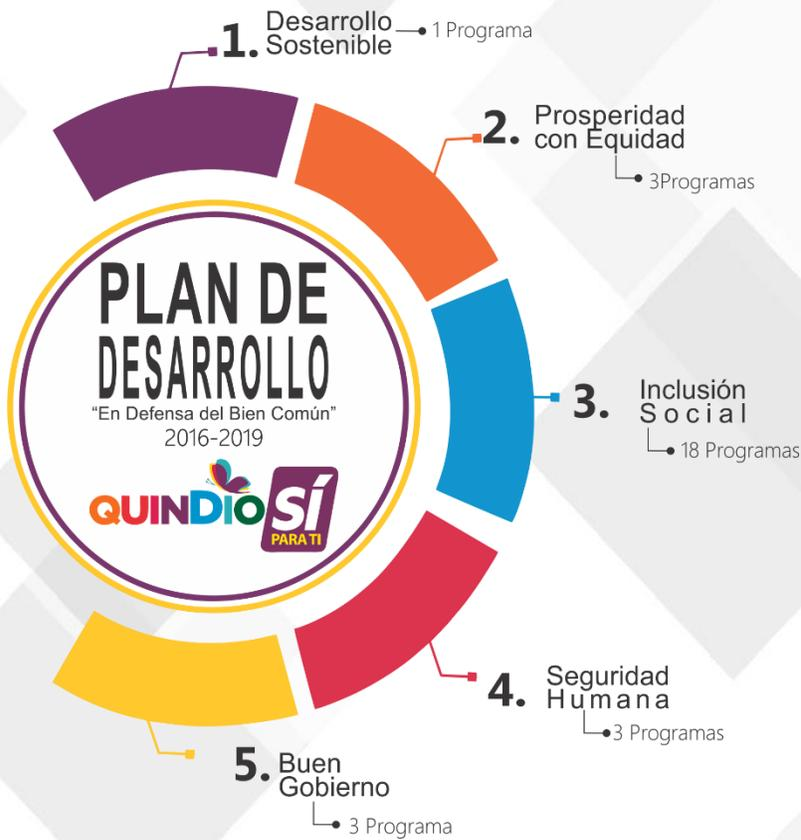 1. Desarrollo
Sostenible
1 Programa
2. Prosperidad
con Equidad
3Programas
PLAN DE
DESARROLLO
“En Defensa del Bien Común”
2016-2019
QUINDIO SÍ
PARA TI
3. Inclusión
Social
18 Programas
4. Seguridad
Humana
3 Programas
5. Buen
Gobierno
3 Programa